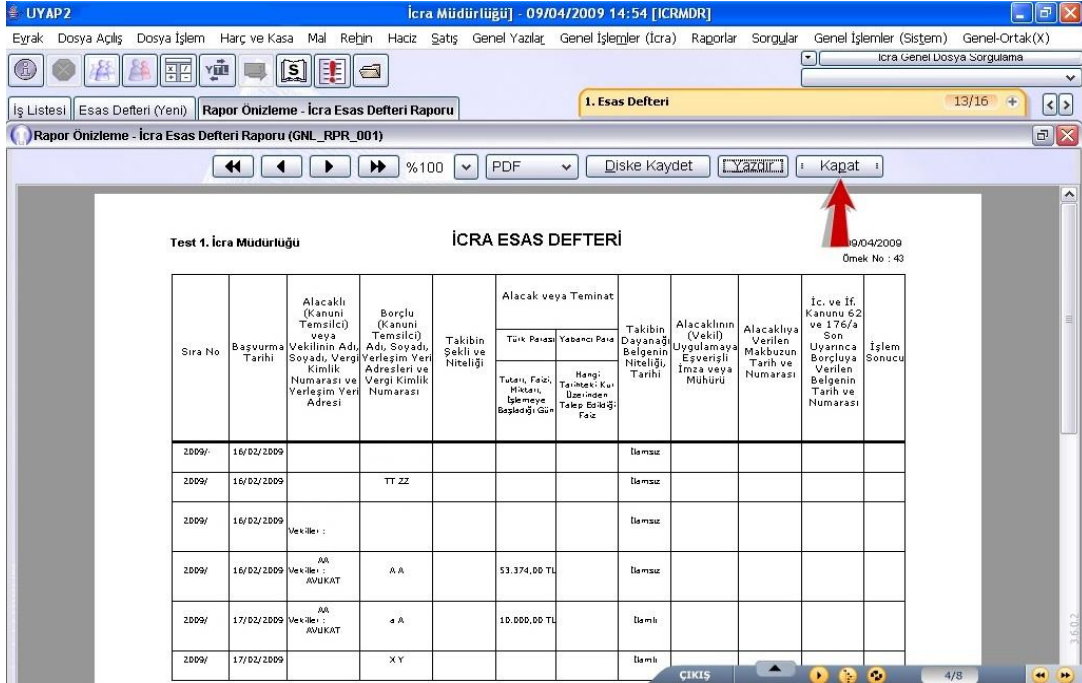 UYAP2 İcra Müdürlüğü] - 09/04/2009 14:54 [ICRMDR]
Evrak Dosya Açılış Dosya İşlem Harç ve Kasa Mal Rehin Haciz Satış Genel Yazılar Genel İşlemler (İcra) Raporlar Sorgular Genel İşlemler (Sistem) Genel-Ortak(X)
İcra Genel Dosya Sorgulama
İş Listesi Esas Defteri (Yeni) Rapor Önizleme - İcra Esas Defteri Raporu
1. Esas Defteri 13/16 +
Rapor Önizleme - İcra Esas Defteri Raporu (GNL_RPR_001)
%100 PDF Diske Kaydet Yazdır Kapat
Test 1. İcra Müdürlüğü İCRA ESAS DEFTERİ 09/04/2009
Örnek No : 43
Sıra No
Başvurma
Tarihi
Alacaklı
(Kanuni
Temsilci)
veya
Vekilinin Adı,
Soyadı, Vergi
Kimlik
Numarası ve
Yerleşim Yeri
Adresi
Borçlu
(Kanuni
Temsilci)
Adı, Soyadı,
Yerleşim Yeri
Adresleri ve
Vergi Kimlik
Numarası
Takibin
Şekli ve
Niteliği
Alacak veya Teminat
Türk Parası
Tutarı, Faizi,
Miktarı,
İşlemeye
Başladığı Gün
Yabancı Para
Hangi
Tarihteki Kur
Üzerinden
Talep Edildiği
Faiz
Takibin
Dayanağı
Belgenin
Niteliği,
Tarihi
Alacaklının
(Vekil)
Uygulamaya
Eşverişli
İmza veya
Mühürü
Alacaklıya
Verilen
Makbuzun
Tarih ve
Numarası
İc. ve İf.
Kanunu 62
ve 176/a
Son
Uyarınca
Borçluya
Verilen
Belgenin
Tarih ve
Numarası
İşlem
Sonucu
2009/- 16/02/2009 İlamsız
2009/ 16/02/2009 TT ZZ İlamsız
2009/ 16/02/2009 İlamsız
Vekiller :
AA
2009/ 16/02/2009 Vekiller : A A 53.374,00 TL İlamsız
AVUKAT
AA
2009/ 17/02/2009 Vekiller : a A 10.000,00 TL İlamlı
AVUKAT
2009/ 17/02/2009 X Y İlamlı
3.6.0.2
ÇIKIŞ 4/8